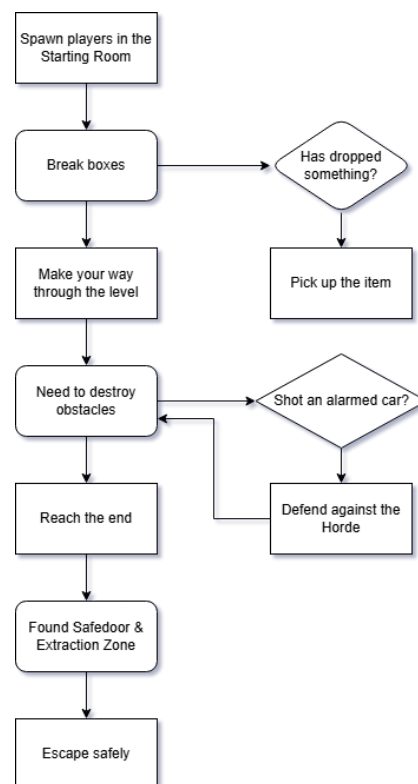 Spawn players in the
Starting Room
Break boxes
Has dropped
something?
Make your way
through the level
Pick up the item
Need to destroy
obstacles
Shot an alarmed car?
Reach the end
Defend against the
Horde
Found Safedoor &
Extraction Zone
Escape safely